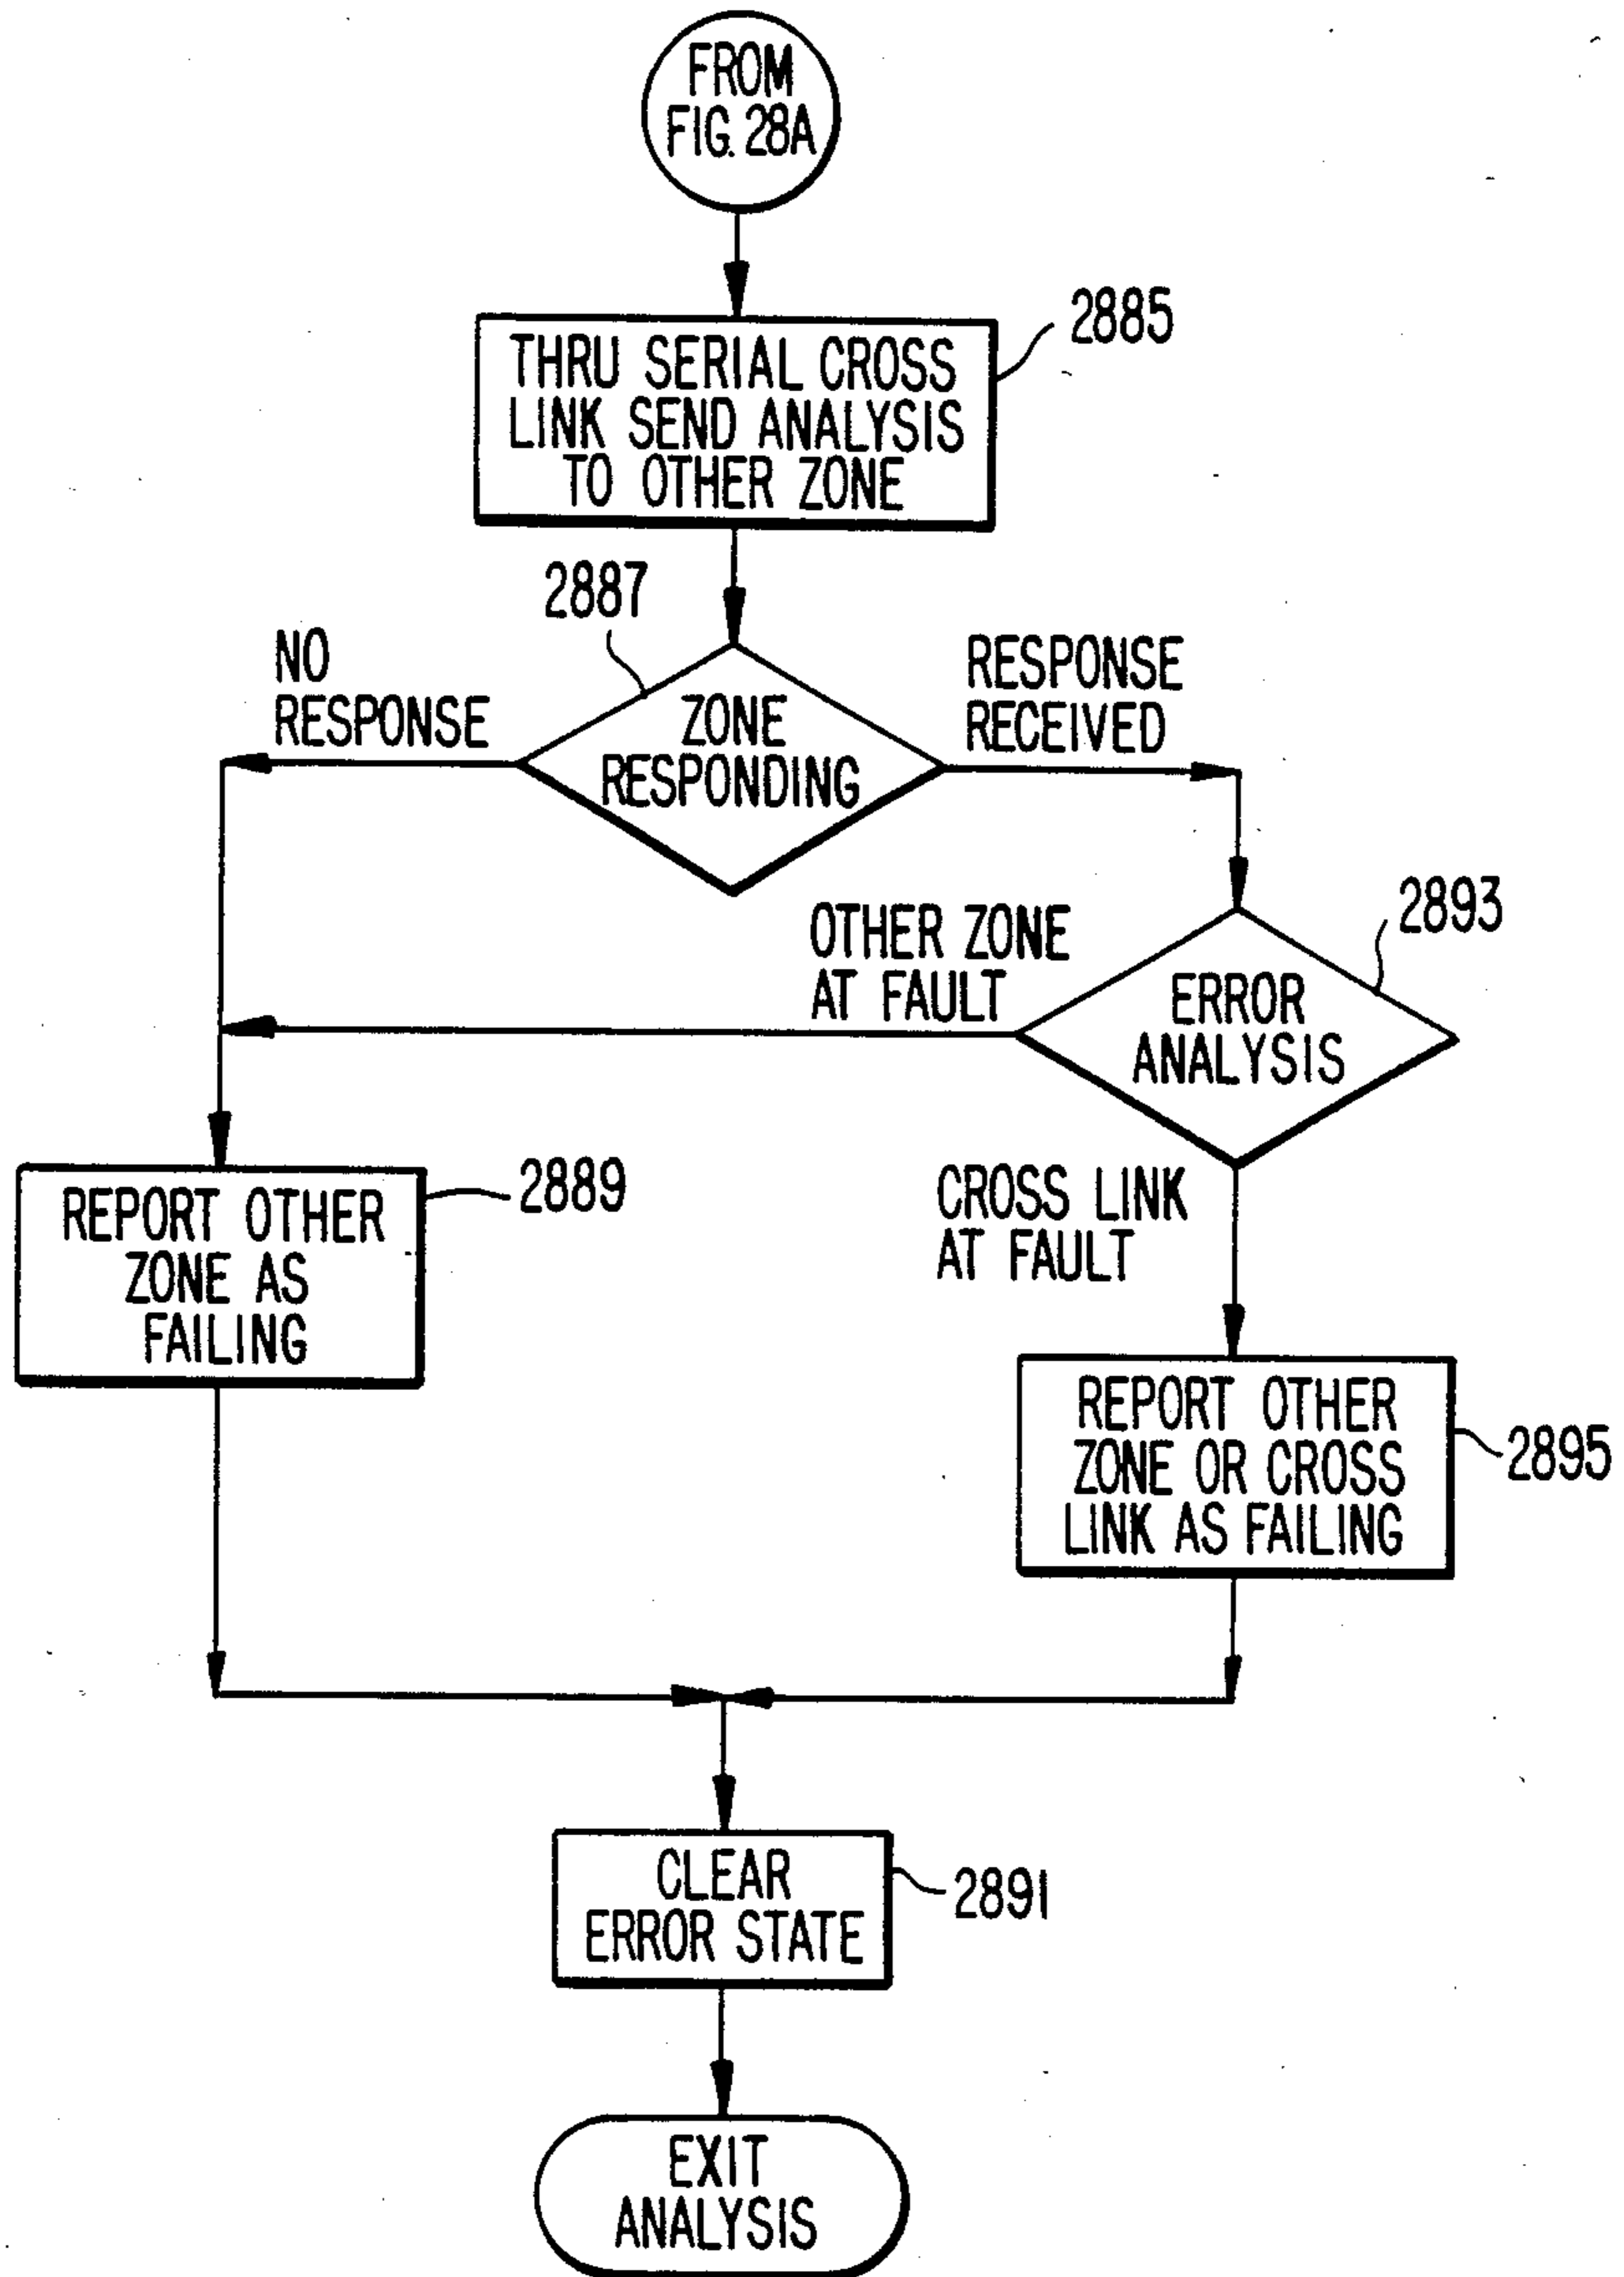 FROM
FIG. 28A
THRU SERIAL CROSS
LINK SEND ANALYSIS
TO OTHER ZONE
2885
2887
NO
RESPONSE
ZONE
RESPONDING
RESPONSE
RECEIVED
OTHER ZONE
AT FAULT
2893
ERROR
ANALYSIS
REPORT OTHER
ZONE AS
FAILING
2889
CROSS LINK
AT FAULT
REPORT OTHER
ZONE OR CROSS
LINK AS FAILING
2895
CLEAR
ERROR STATE
2891
EXIT
ANALYSIS